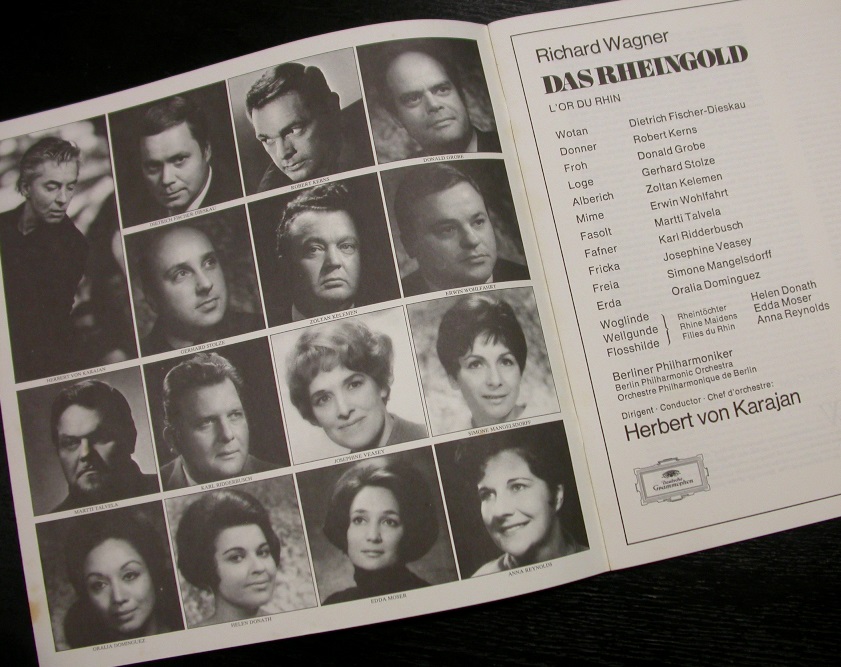 DIETRICH FISCHER-DIESKAU
ROBERT KERNS
DONALD GROBE
HERBERT VON KARAJAN
GERHARD STOLZE
ZOLTAN KELEMEN
ERWIN WOHLFAHRT
MARTTI TALVELA
KARL RIDDERBUSCH
JOSEPHINE VEASEY
SIMONE MANGELSDORFF
ORALIA DOMINGUEZ
HELEN DONATH
EDDA MOSER
ANNA REYNOLDS
Richard Wagner
DAS RHEINGOLD
L'OR DU RHIN
Wotan Dietrich Fischer-Dieskau
Donner Robert Kerns
Froh Donald Grobe
Loge Gerhard Stolze
Alberich Zoltan Kelemen
Mime Erwin Wohlfahrt
Fasolt Martti Talvela
Fafner Karl Ridderbusch
Fricka Josephine Veasey
Freia Simone Mangelsdorff
Erda Oralia Dominguez
Woglinde Rheintöchter Helen Donath
Wellgunde Rhine Maidens Edda Moser
Flosshilde Filles du Rhin Anna Reynolds
Berliner Philharmoniker
Berlin Philharmonic Orchestra
Orchestre Philharmonique de Berlin
Dirigent · Conductor · Chef d'orchestre:
Herbert von Karajan
Deutsche
Grammophon